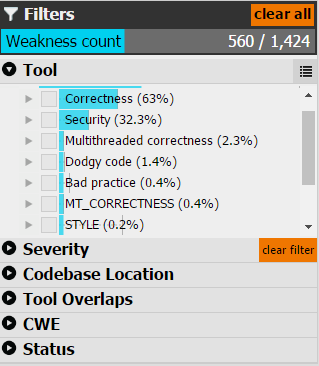 Filters clear all
Weakness count 560 / 1,424
Tool
Correctness (63%)
Security (32.3%)
Multithreaded correctness (2.3%)
Dodgy code (1.4%)
Bad practice (0.4%)
MT_CORRECTNESS (0.4%)
STYLE (0.2%)
Severity clear filter
Codebase Location
Tool Overlaps
CWE
Status